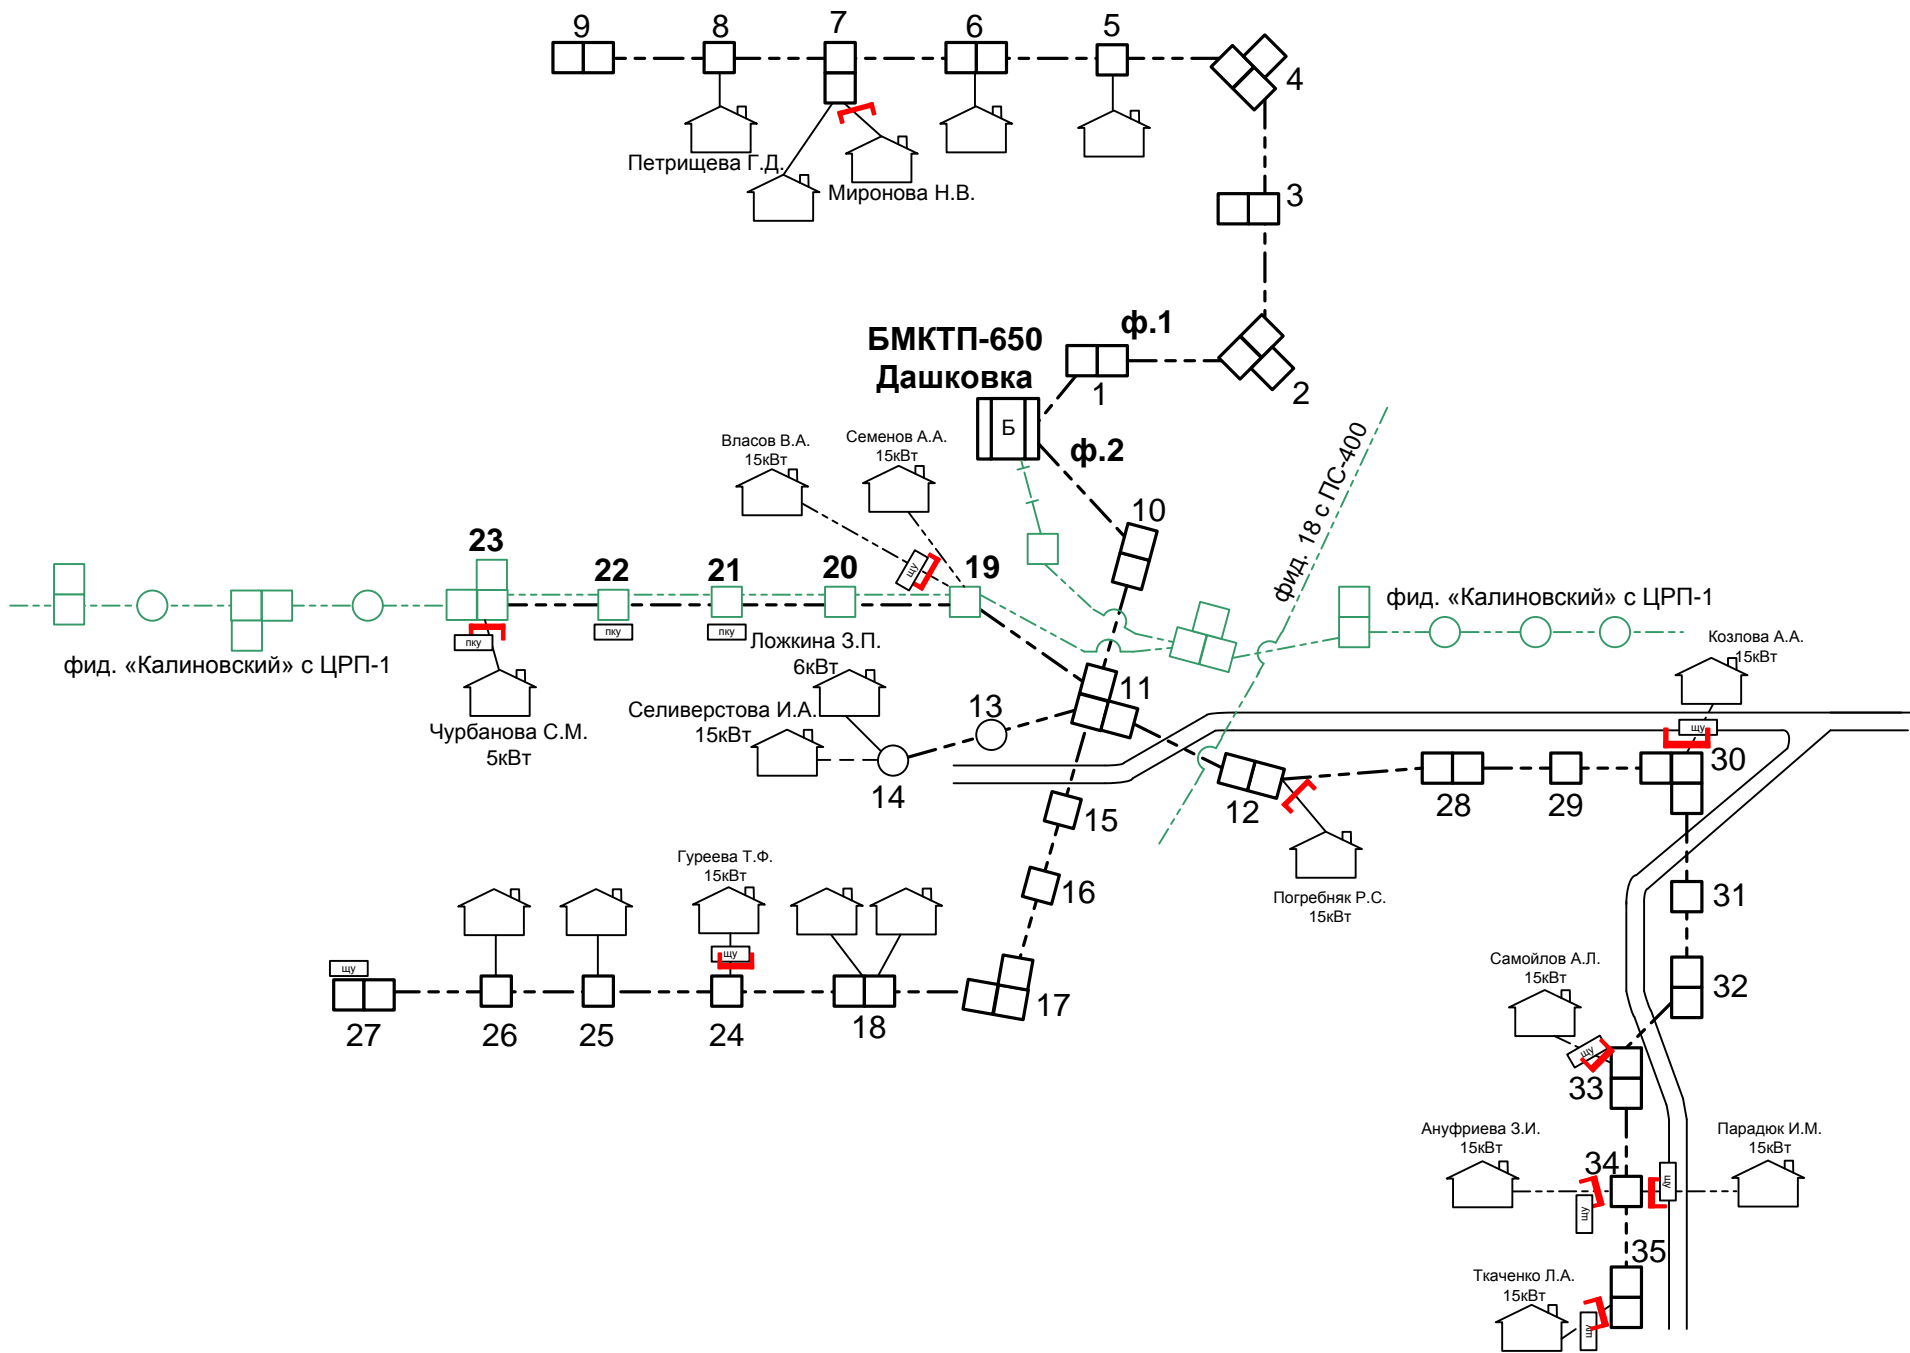 9
8
7
6
5
4
Петрищева Г.Д.
Миронова Н.В.
3
ф.1
БМКТП-650
Дашковка
1
2
Б
ф.2
фид. 18 с ПС-400
Власов В.А.
15кВт
Семенов А.А.
15кВт
10
23
22
21
20
щу
19
фид. «Калиновский» с ЦРП-1
пку
пку
пку
фид. «Калиновский» с ЦРП-1
Ложкина З.П.
6кВт
Козлова А.А.
15кВт
Чурбанова С.М.
5кВт
Селиверстова И.А.
15кВт
13
11
щу
14
12
28
29
30
15
Гуреева Т.Ф.
15кВт
16
Погребняк Р.С.
15кВт
31
щу
щу
27
26
25
24
18
17
Самойлов А.Л.
15кВт
32
щу
33
Ануфриева З.И.
15кВт
34
Парадюк И.М.
15кВт
щу
щу
35
Ткаченко Л.А.
15кВт
щу